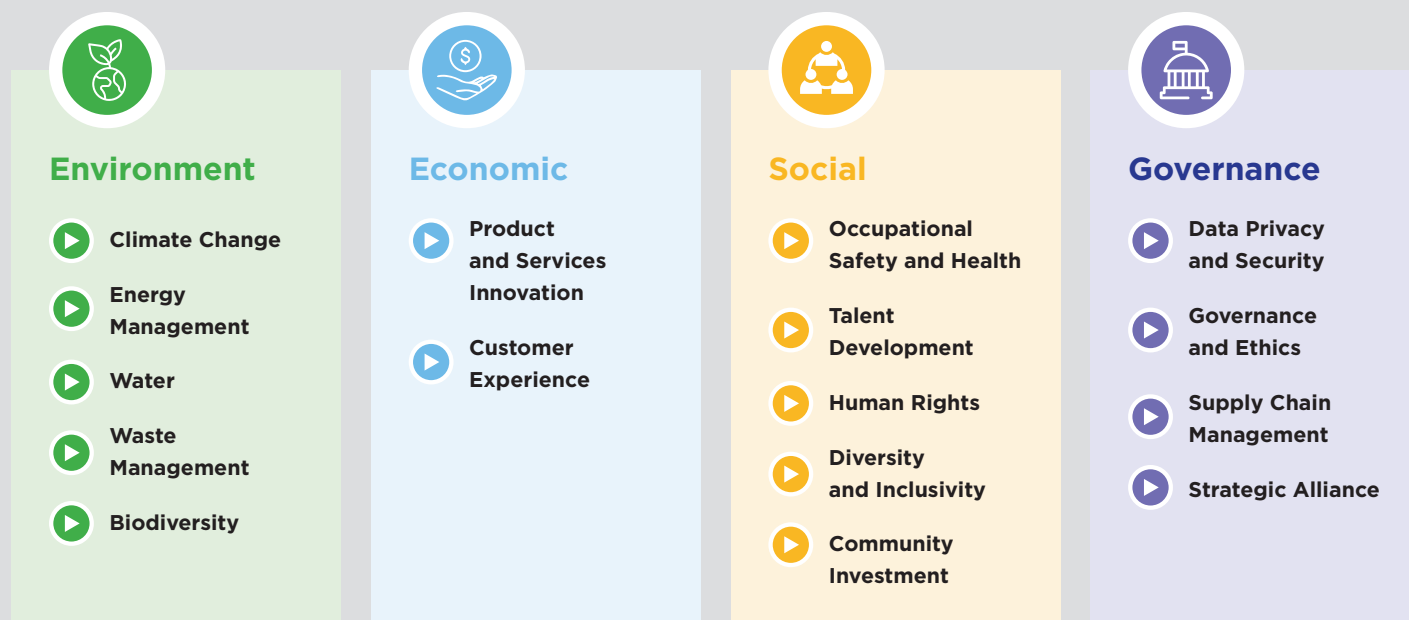 $
Environment
Climate Change
Energy
Management
Water
Waste
Management
Biodiversity
Economic
Product
and Services
Innovation
Customer
Experience
Social
Occupational
Safety and Health
Talent
Development
Human Rights
Diversity
and Inclusivity
Community
Investment
Governance
Data Privacy
and Security
Governance
and Ethics
Supply Chain
Management
Strategic Alliance